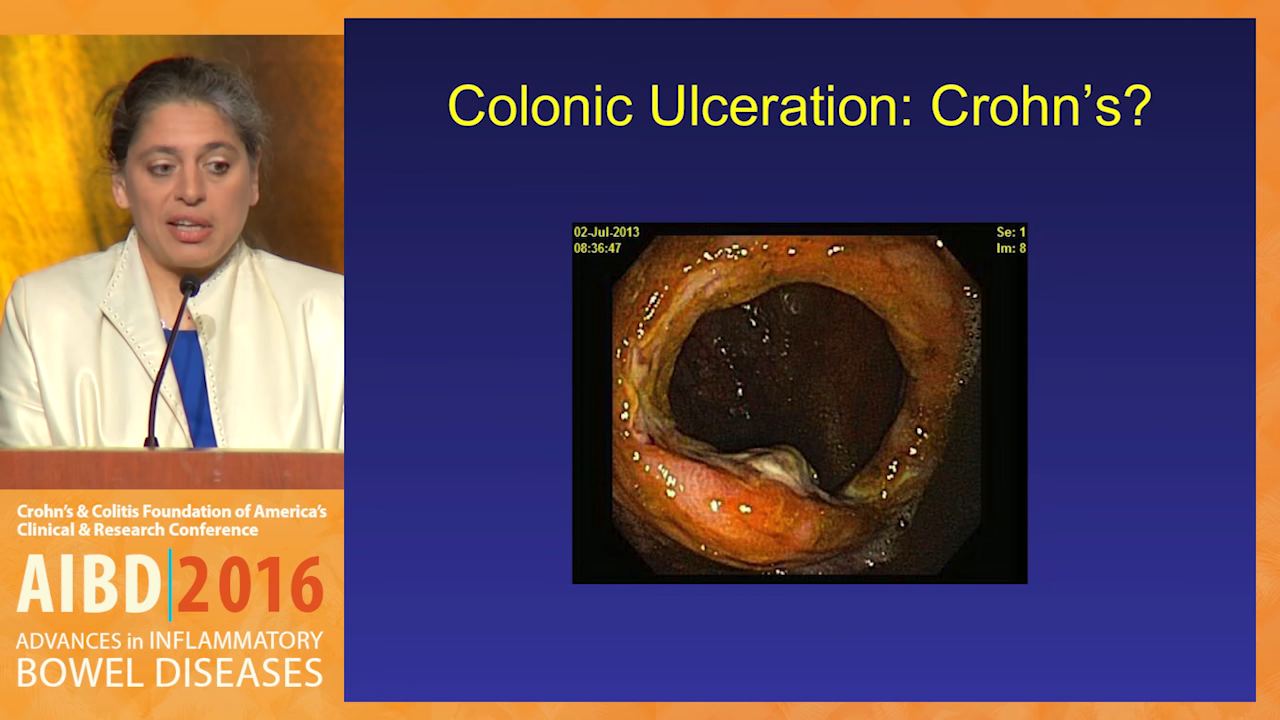 Colonic Ulceration: Crohn's?
02-Jul-2013
08:36:47
Se: 1
Im: 8
Crohn's & Colitis Foundation of America's
Clinical & Research Conference
AIBD|2016
ADVANCES in INFLAMMATORY
BOWEL DISEASES